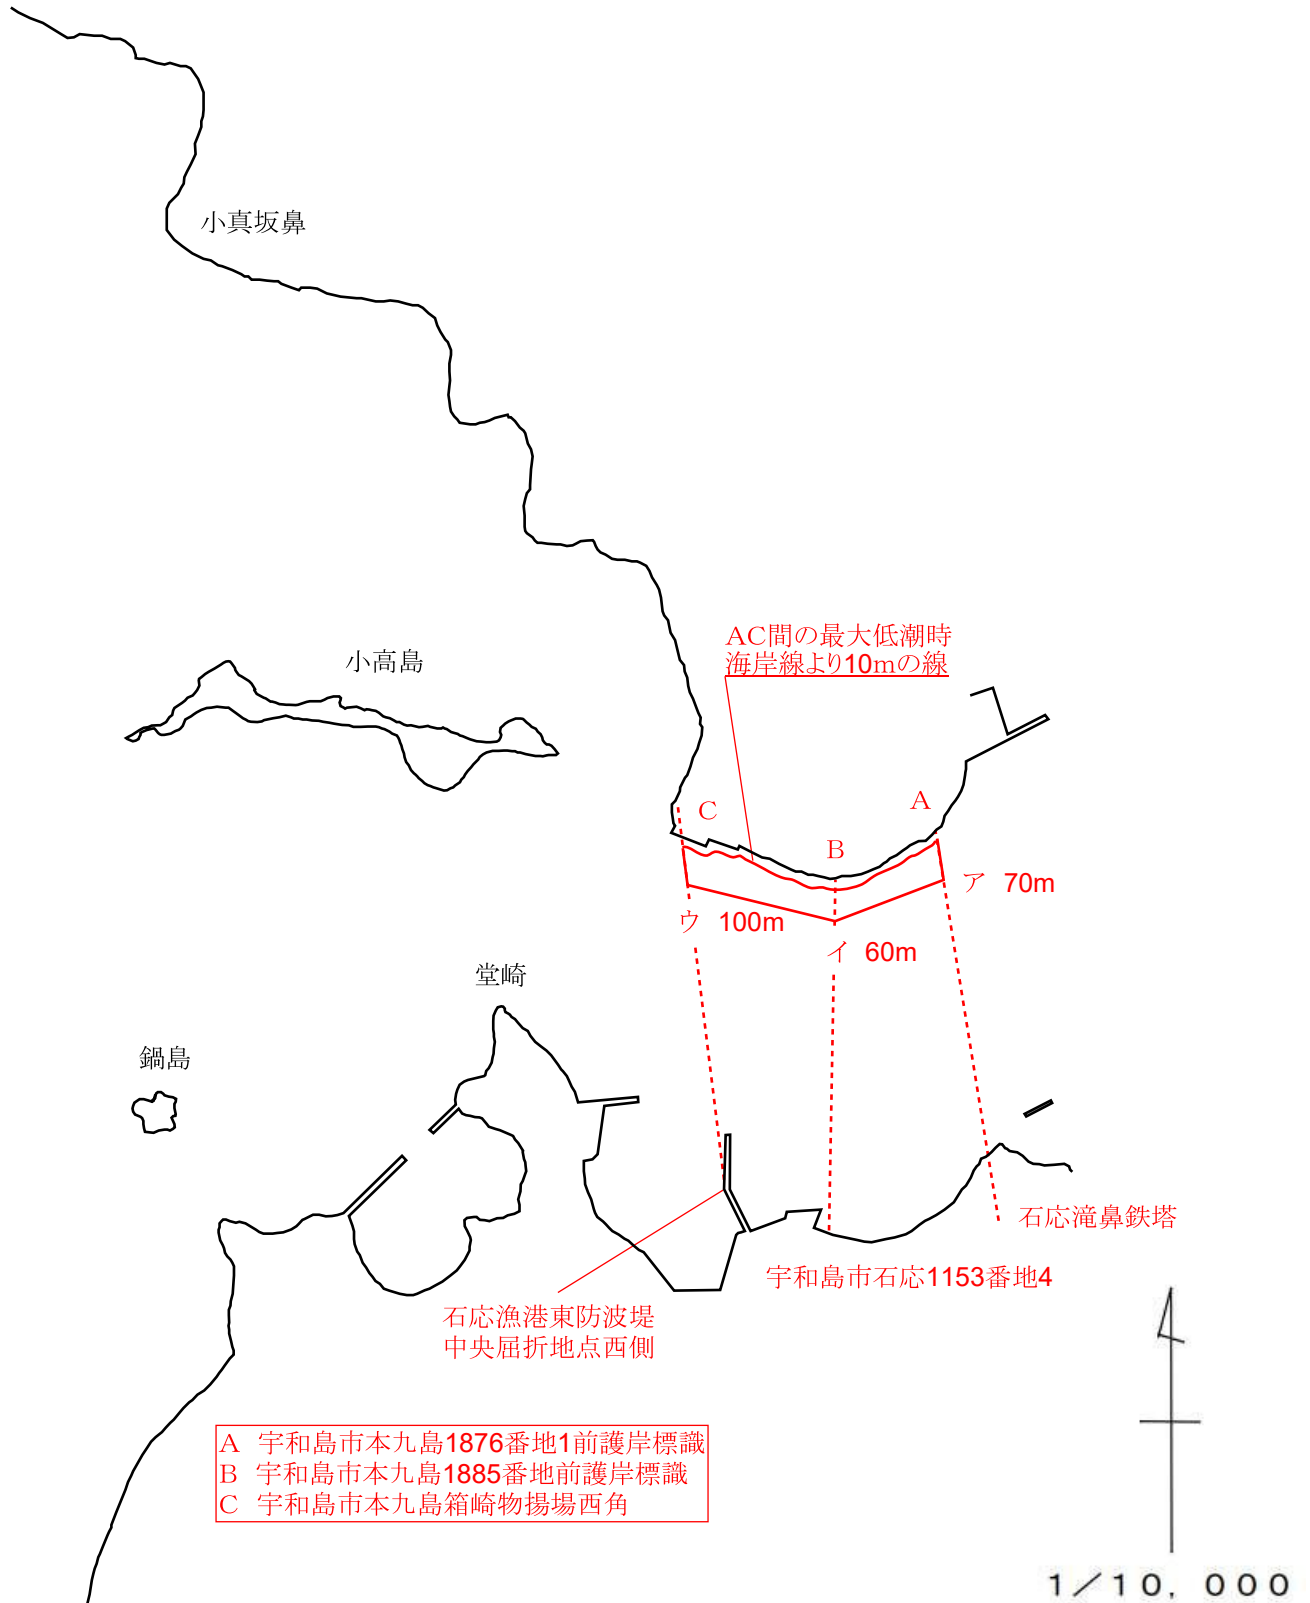 小真坂鼻
AC間の最大低潮時
海岸線より10mの線
小高島
C
A
B
ア 70m
ウ 100m
イ 60m
堂崎
鍋島
石応滝鼻鉄塔
宇和島市石応1153番地4
石応漁港東防波堤
中央屈折地点西側
A 宇和島市本九島1876番地1前護岸標識
B 宇和島市本九島1885番地前護岸標識
C 宇和島市本九島箱崎物揚場西角
1/10,000